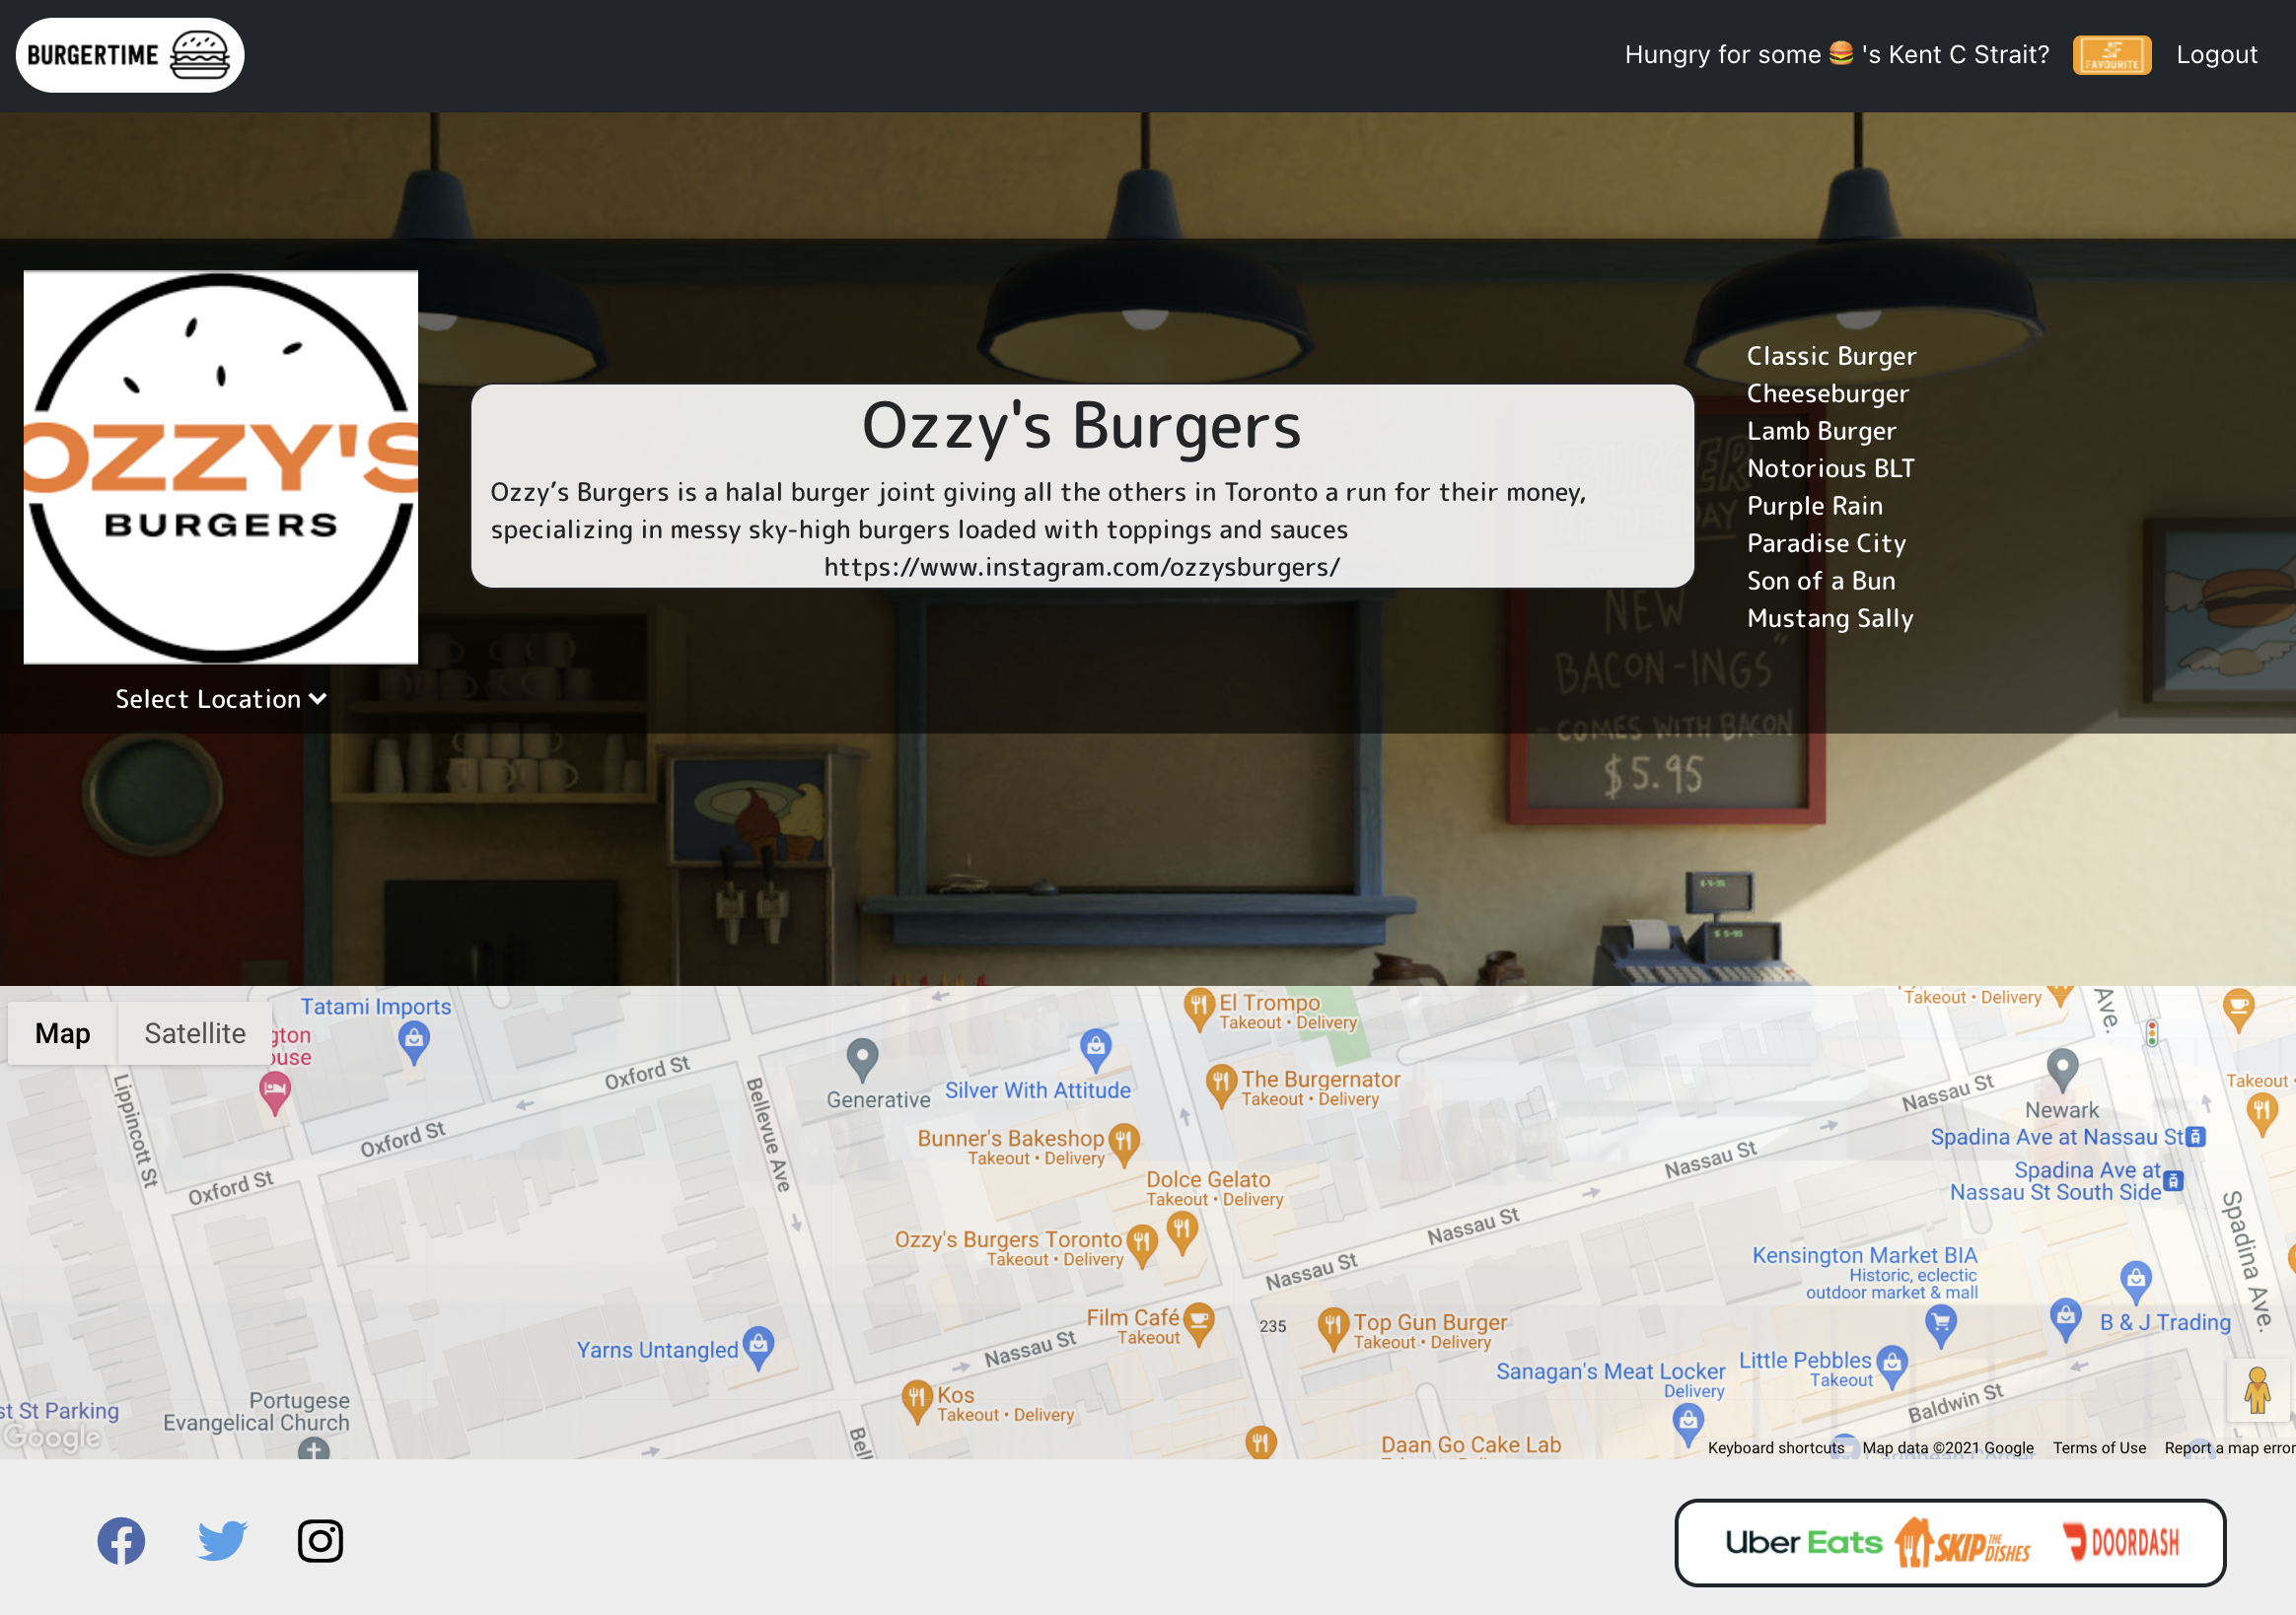 BURGERTIME
Hungry for some 🍔 's Kent C Strait?
FAVOURITE
Logout
OZZY'S
BURGERS
Select Location
Ozzy's Burgers
Ozzy’s Burgers is a halal burger joint giving all the others in Toronto a run for their money,
specializing in messy sky-high burgers loaded with toppings and sauces
https://www.instagram.com/ozzysburgers/
Classic Burger
Cheeseburger
Lamb Burger
Notorious BLT
Purple Rain
Paradise City
Son of a Bun
Mustang Sally
NEW
BACON-INGS"
- COMES WITH BACON
$5.95
Map
Satellite
Tatami Imports
gton
ouse
Lippincott St
Oxford St
Oxford St
Oxford St
Bellevue Ave
Generative
Silver With Attitude
El Trompo
Takeout • Delivery
The Burgernator
Takeout • Delivery
Bunner's Bakeshop
Takeout • Delivery
Dolce Gelato
Takeout • Delivery
Ozzy's Burgers Toronto
Takeout • Delivery
Film Café
Takeout
235
Top Gun Burger
Takeout • Delivery
Nassau St
Nassau St
Nassau St
Nassau St
Nassau St
Takeout • Delivery
Ave.
Newark
Takeout •
Spadina Ave at Nassau St
Spadina Ave at
Nassau St South Side
Spadina Ave.
Kensington Market BIA
Historic, eclectic
outdoor market & mall
B & J Trading
Little Pebbles
Takeout
Sanagan's Meat Locker
Delivery
Baldwin St
Yarns Untangled
Kos
Takeout • Delivery
Portugese
Evangelical Church
st St Parking
Google
Bell
Daan Go Cake Lab
Keyboard shortcuts
Map data ©2021 Google
Terms of Use
Report a map error
Uber Eats
SKIP THE DISHES
DOORDASH